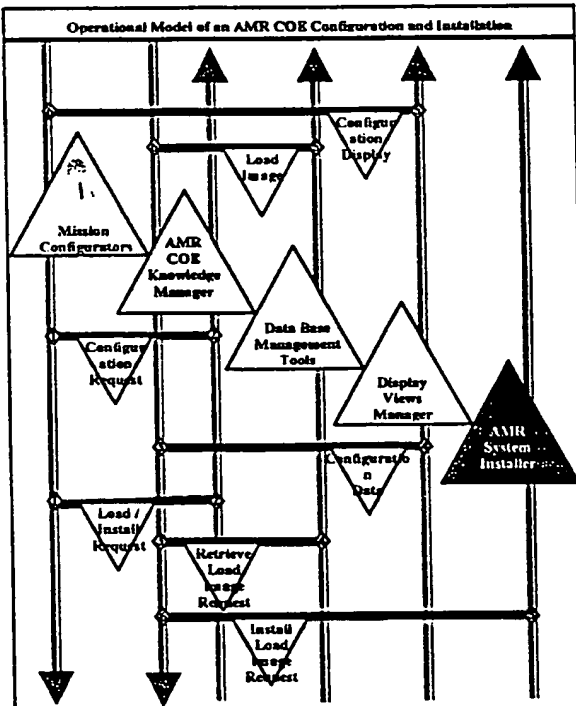 Operational Model of an AMR COE Configuration and Installation
Configur
ation
Display
Load
Image
Mission
Configurators
AMR
COE
Knowledge
Manager
Data Base
Management
Tools
Configur
ation
Request
Display
Views
Manager
AMR
System
Installer
Configuratio
n
Data
Load /
Install
Request
Retrieve
Load
Image
Request
Install
Load
Image
Request